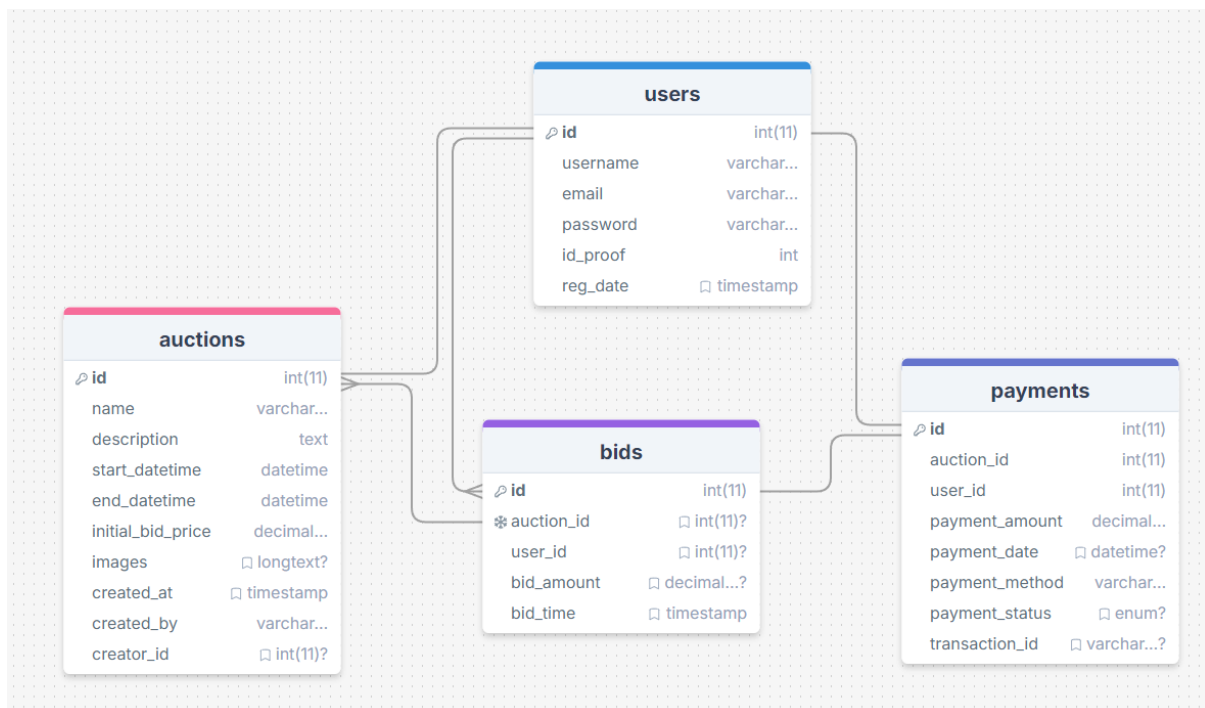 users
id int(11)
username varchar...
email varchar...
password varchar...
id_proof int
reg_date timestamp
auctions
id int(11)
name varchar...
description text
start_datetime datetime
end_datetime datetime
initial_bid_price decimal...
images longtext?
created_at timestamp
created_by varchar...
creator_id int(11)?
bids
id int(11)
auction_id int(11)?
user_id int(11)?
bid_amount decimal...?
bid_time timestamp
payments
id int(11)
auction_id int(11)
user_id int(11)
payment_amount decimal...
payment_date datetime?
payment_method varchar...
payment_status enum?
transaction_id varchar...?